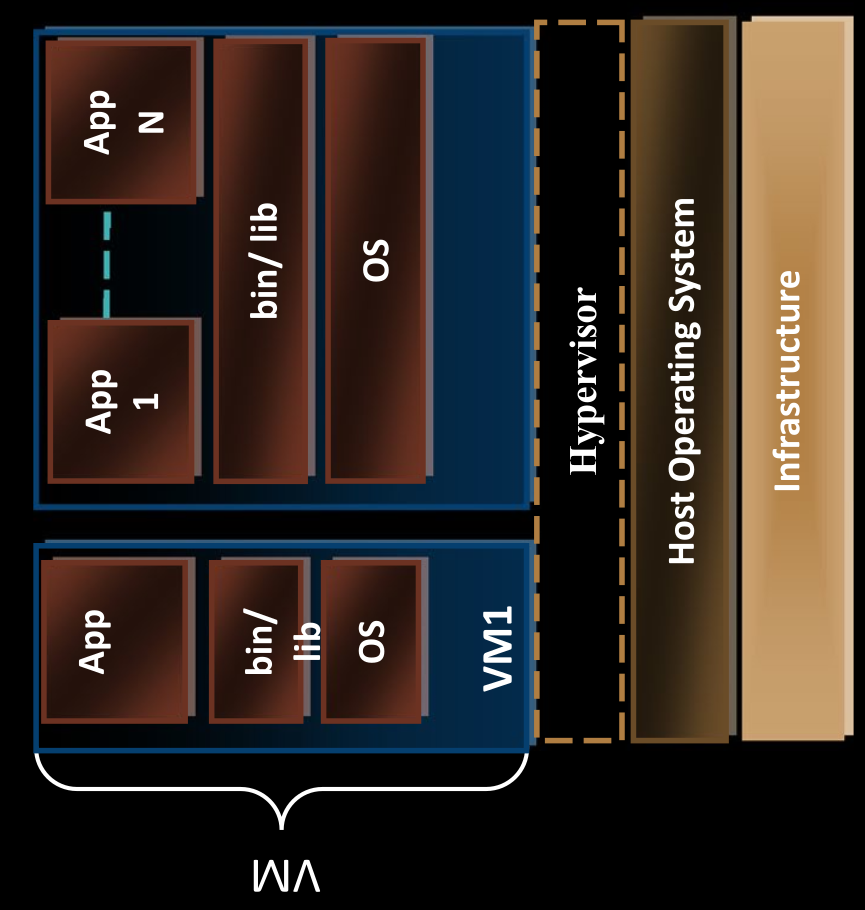 VM
App
bin/
lib
OS
VM1
App
1
App
N
bin/ lib
OS
Hypervisor
Host Operating System
Infrastructure